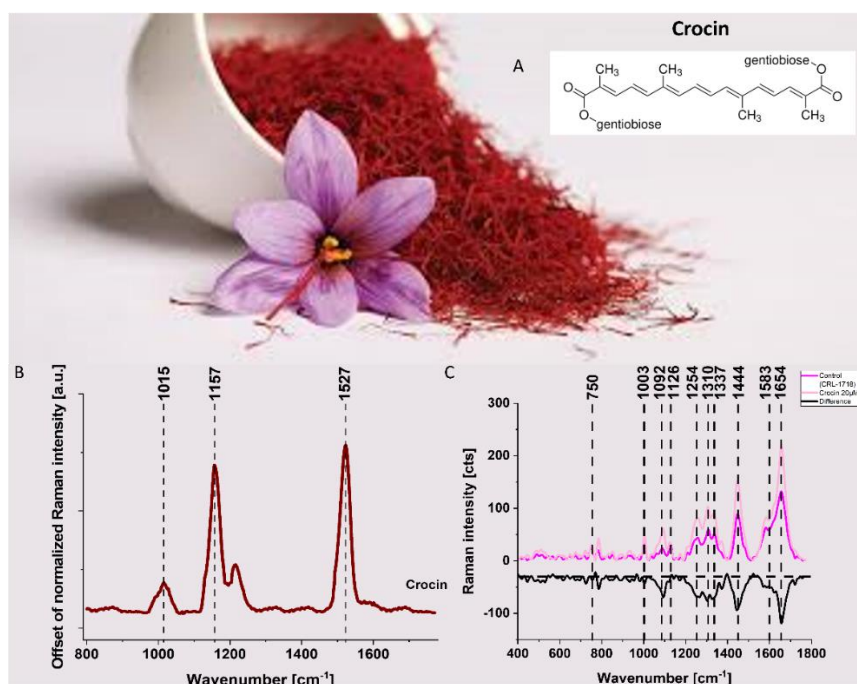 Crocin
A
gentiobiose
O
CH₃
CH₃
O
O
O
gentiobiose
CH₃
CH₃
B
1015
1157
1527
Offset of normalized Raman intensity [a.u.]
Crocin
800
1000
1200
1400
1600
Wavenumber [cm⁻¹]
C
750
1003
1092
1126
1254
1310
1337
1444
1583
1654
Control
(CRL-1718)
Crocin 20µM
Difference
Raman intensity [cts]
300
200
100
0
-100
400
600
800
1000
1200
1400
1600
1800
Wavenumber [cm⁻¹]